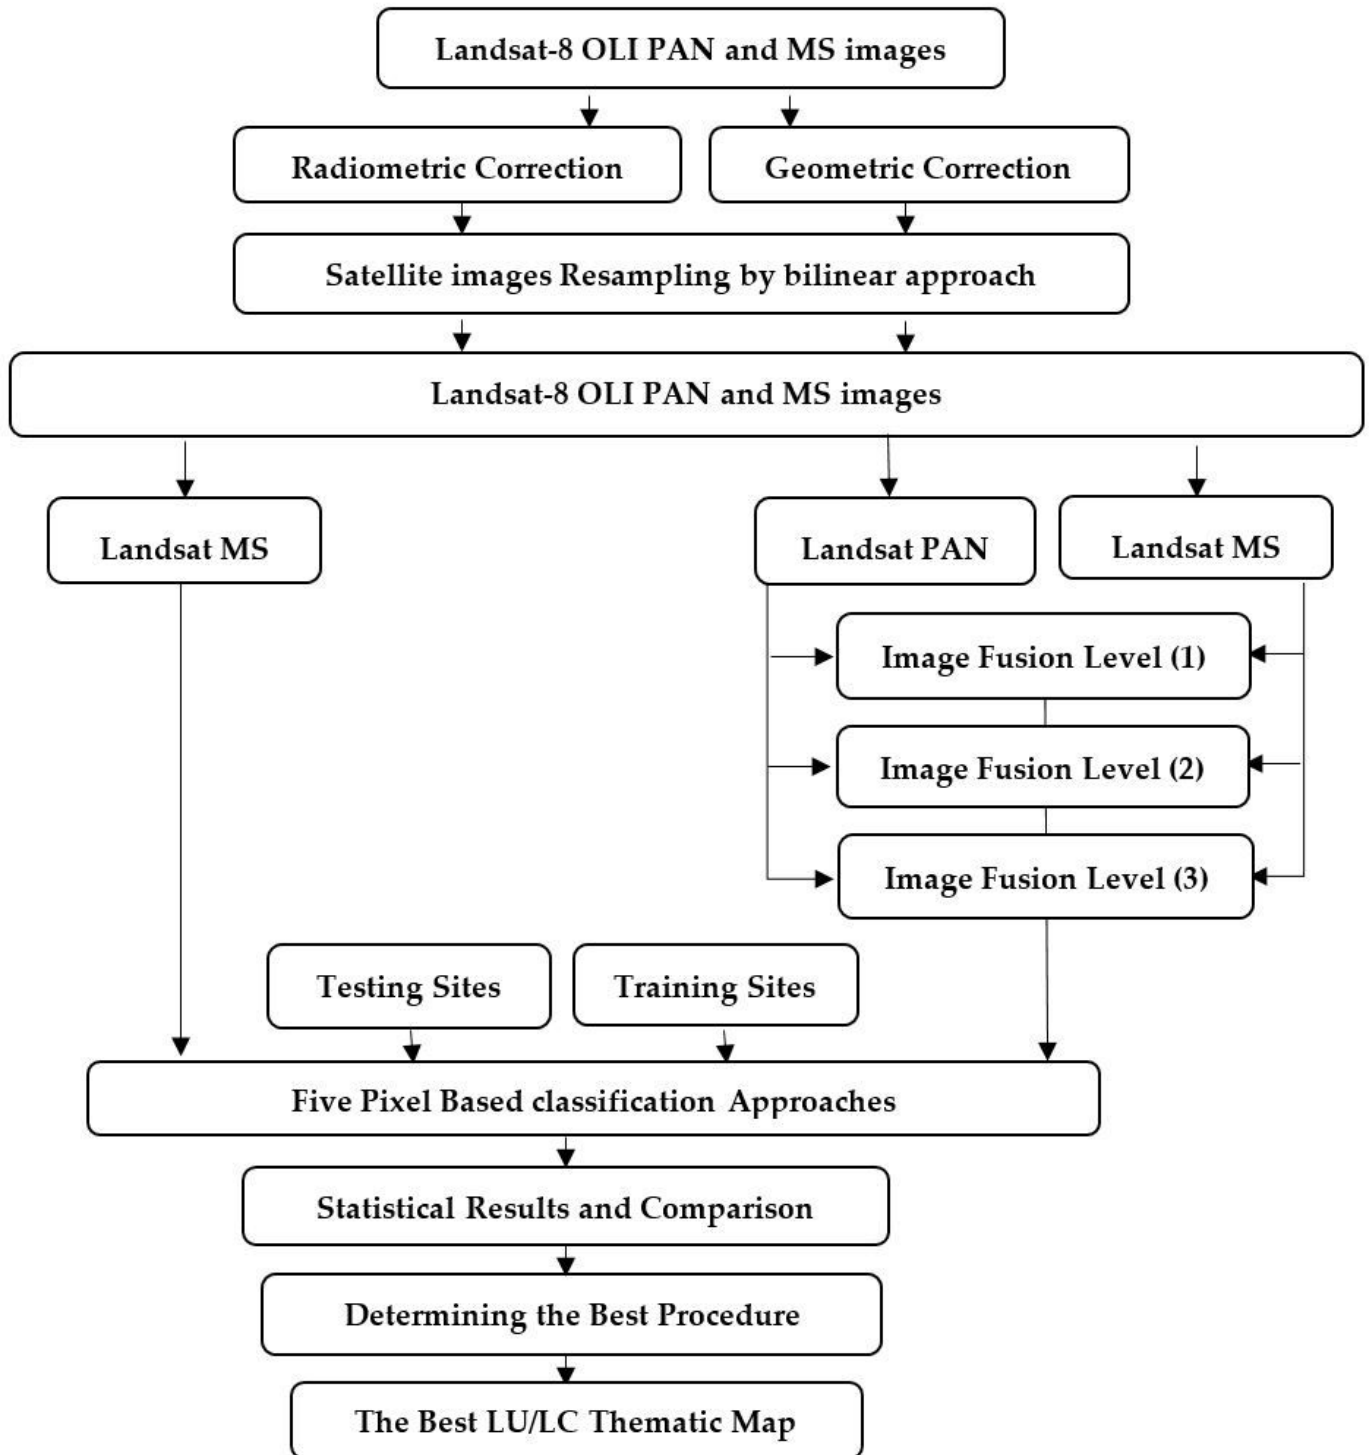 Landsat-8 OLI PAN and MS images
Radiometric Correction
Geometric Correction
Satellite images Resampling by bilinear approach
Landsat-8 OLI PAN and MS images
Landsat MS
Landsat PAN
Landsat MS
Image Fusion Level (1)
Image Fusion Level (2)
Image Fusion Level (3)
Testing Sites
Training Sites
Five Pixel Based classification Approaches
Statistical Results and Comparison
Determining the Best Procedure
The Best LU/LC Thematic Map